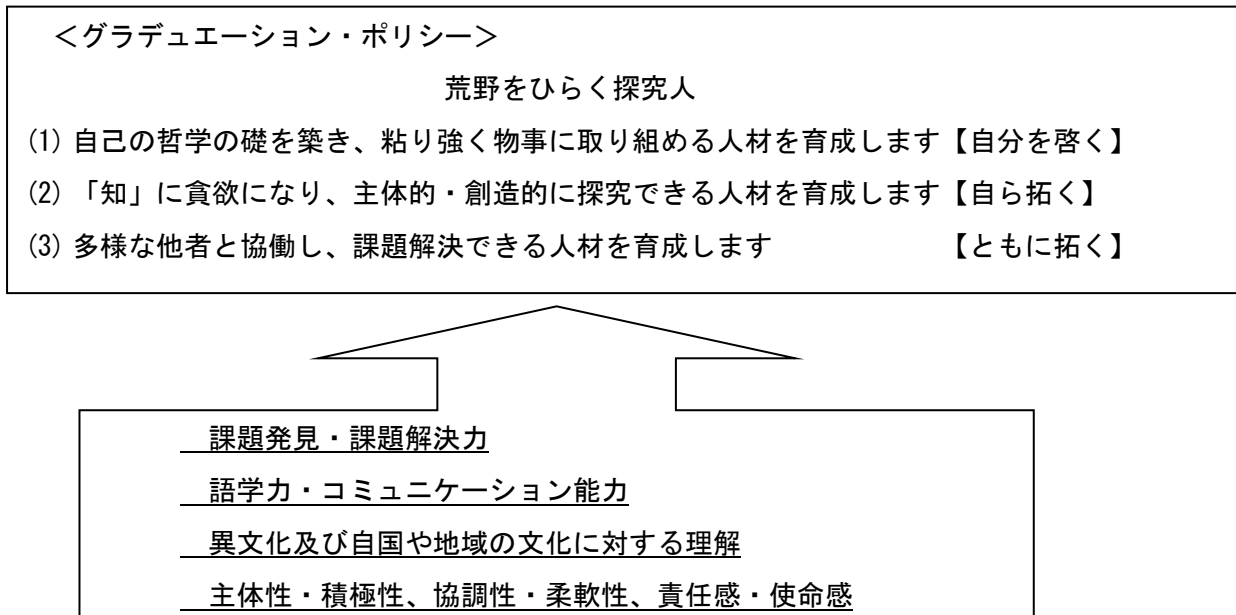 ＜グラデュエーション・ポリシー＞
荒野をひらく探究人
(1) 自己の哲学の礎を築き、粘り強く物事に取り組める人材を育成します【自分を啓く】
(2) 「知」に貪欲になり、主体的・創造的に探究できる人材を育成します【自ら拓く】
(3) 多様な他者と協働し、課題解決できる人材を育成します　【ともに拓く】
課題発見・課題解決力
語学力・コミュニケーション能力
異文化及び自国や地域の文化に対する理解
主体性・積極性、協調性・柔軟性、責任感・使命感